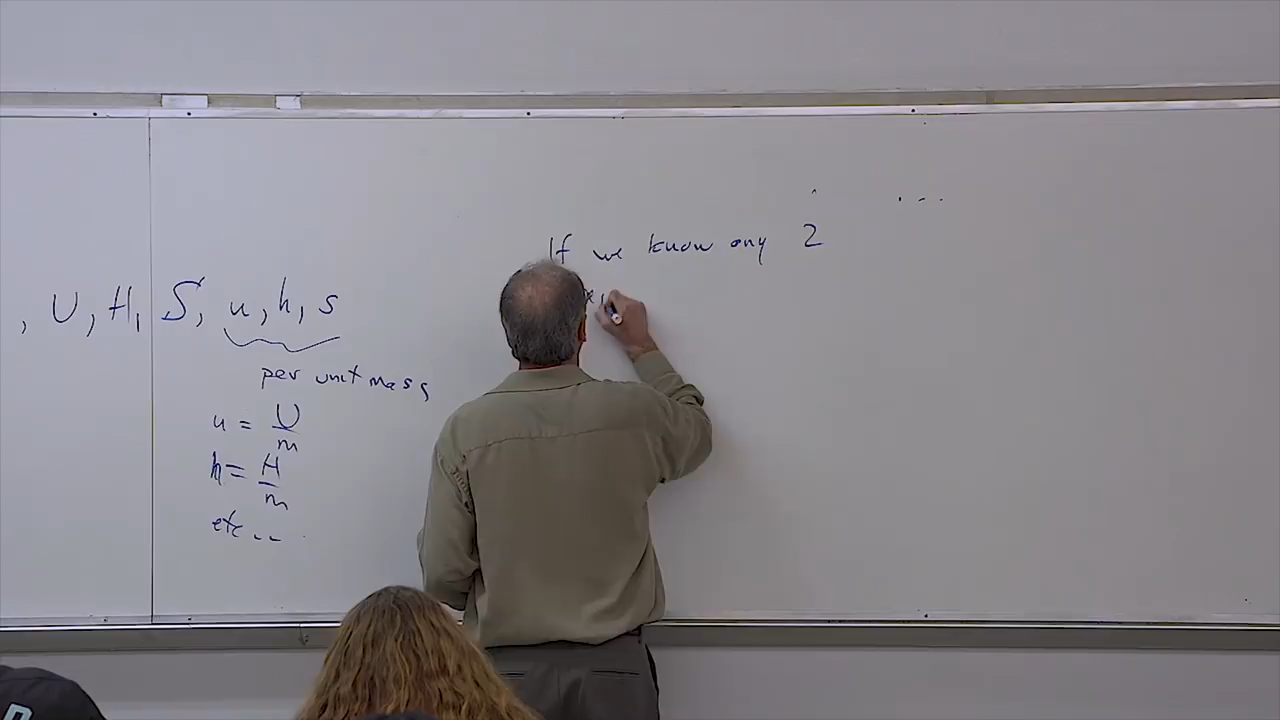 , U, H, S, u, h, s
per unit mass
u = U/m
h = H/m
etc..
...
If we know any 2